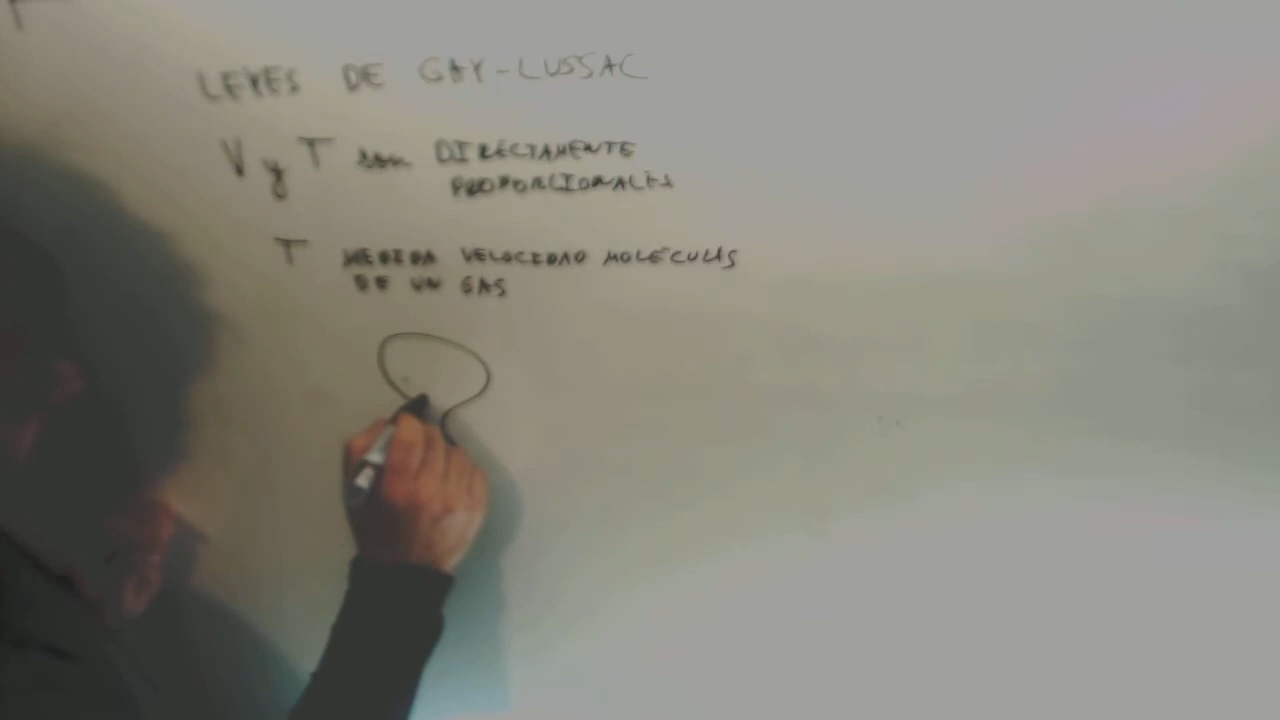 LEYES DE GAY-LUSSAC
V y T son DIRECTAMENTE
PROPORCIONALES
T MEDIDA VELOCIDAD MOLÉCULAS
DE UN GAS